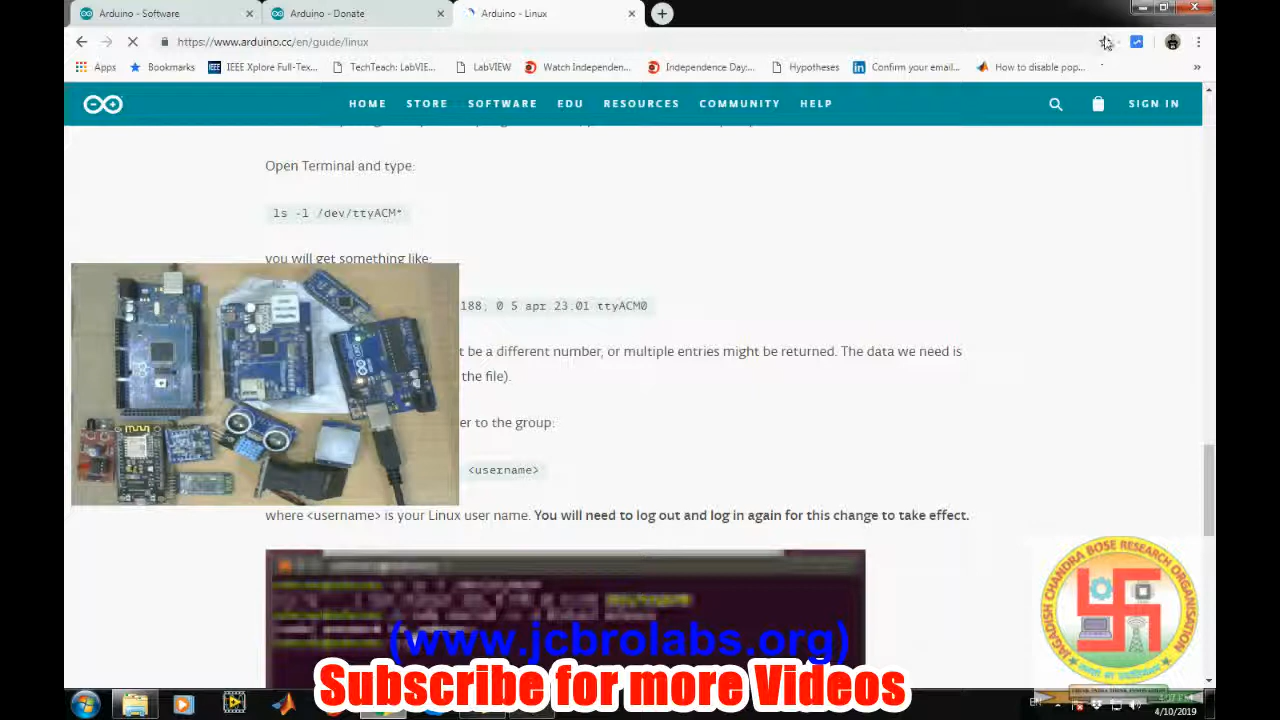 Arduino - Software
Arduino - Donate
Arduino - Linux
https://www.arduino.cc/en/guide/linux
Apps
Bookmarks
IEEE Xplore Full-Tex...
TechTeach: LabVIE...
LabVIEW
Watch Independen...
Independence Day:...
Hypotheses
Confirm your email...
How to disable pop...
HOME
STORE
SOFTWARE
EDU
RESOURCES
COMMUNITY
HELP
SIGN IN
Open Terminal and type:
ls -l /dev/ttyACM*
you will get something like:
188, 0 5 apr 23.01 ttyACM0
t be a different number, or multiple entries might be returned. The data we need is
the file).
er to the group:
<username>
where <username> is your Linux user name. You will need to log out and log in again for this change to take effect.
JAGADISH CHANDRA BOSE RESEARCH ORGANISATION
(www.jcbrolabs.org)
Subscribe for more Videos
EN
4/10/2019